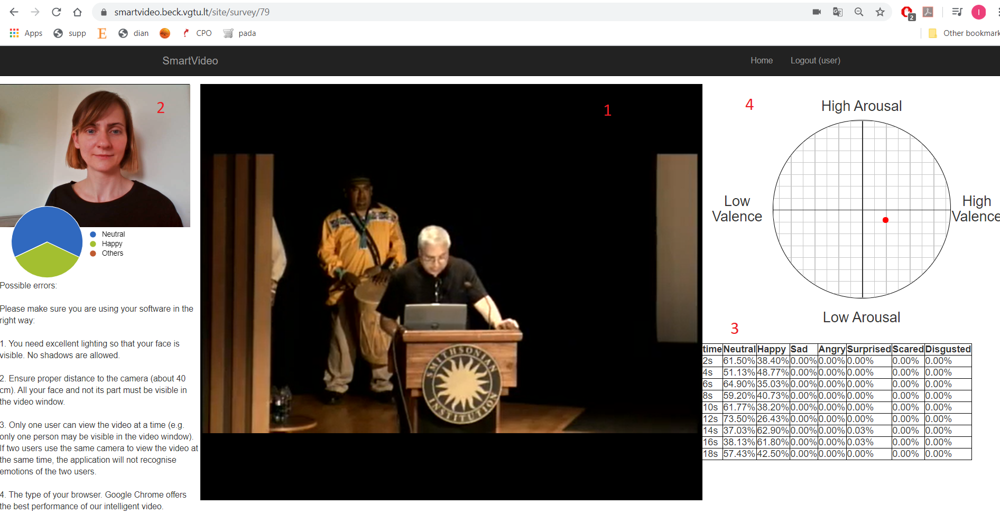 smartvideo.beck.vgtu.lt/site/survey/79
2
I
Apps
supp
E
dian
CPO
pada
Other bookmark
SmartVideo
Home
Logout (user)
2
1
4
SMITHSONIAN
INSTITUTION
Neutral
Happy
Others
Possible errors:
Please make sure you are using your software in the
right way:
1. You need excellent lighting so that your face is
visible. No shadows are allowed.
2. Ensure proper distance to the camera (about 40
cm). All your face and not its part must be visible in
the video window.
3. Only one user can view the video at a time (e.g.
only one person may be visible in the video window).
If two users use the same camera to view the video at
the same time, the application will not recognise
emotions of the two users.
4. The type of your browser. Google Chrome offers
the best performance of our intelligent video.
High Arousal
Low
Valence
High
Valence
Low Arousal
3
time Neutral Happy Sad Angry Surprised Scared Disgusted
2s 61.50% 38.40% 0.00% 0.00% 0.00% 0.00% 0.00%
4s 51.13% 48.77% 0.00% 0.00% 0.00% 0.00% 0.00%
6s 64.90% 35.03% 0.00% 0.00% 0.00% 0.00% 0.00%
8s 59.20% 40.73% 0.00% 0.00% 0.00% 0.00% 0.00%
10s 61.77% 38.20% 0.00% 0.00% 0.00% 0.00% 0.00%
12s 73.50% 26.43% 0.00% 0.00% 0.00% 0.00% 0.00%
14s 37.03% 62.90% 0.00% 0.00% 0.03% 0.00% 0.00%
16s 38.13% 61.80% 0.00% 0.00% 0.03% 0.00% 0.00%
18s 57.43% 42.50% 0.00% 0.00% 0.00% 0.00% 0.00%